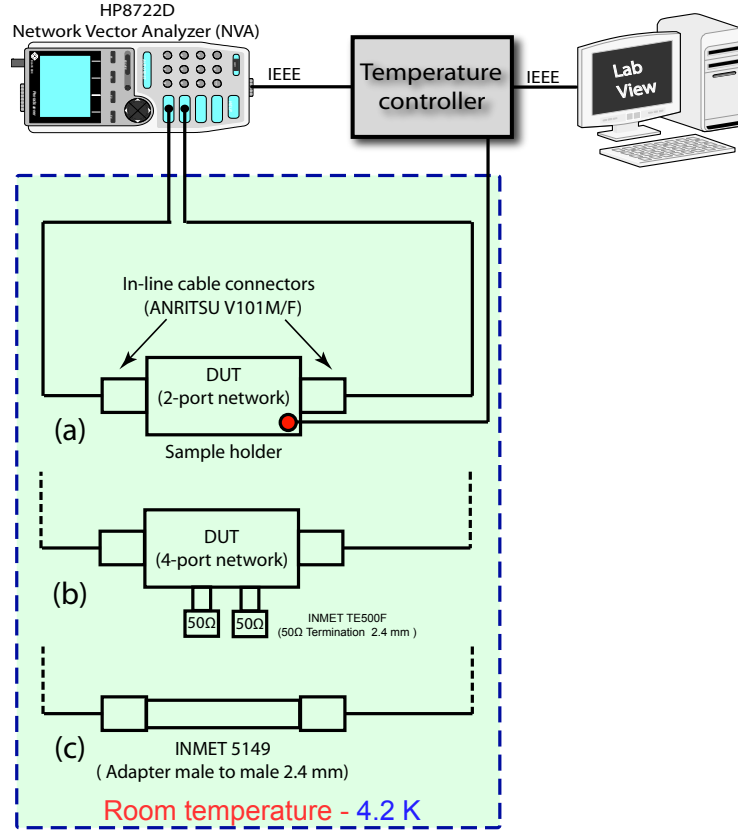 HP8722D
Network Vector Analyzer (NVA)
IEEE
Temperature
controller
IEEE
Lab
View
In-line cable connectors
(ANRITSU V101M/F)
DUT
(2-port network)
(a)
Sample holder
DUT
(4-port network)
(b)
50Ω
50Ω
INMET TE500F
(50Ω Termination 2.4 mm )
(c)
INMET 5149
( Adapter male to male 2.4 mm)
Room temperature - 4.2 K